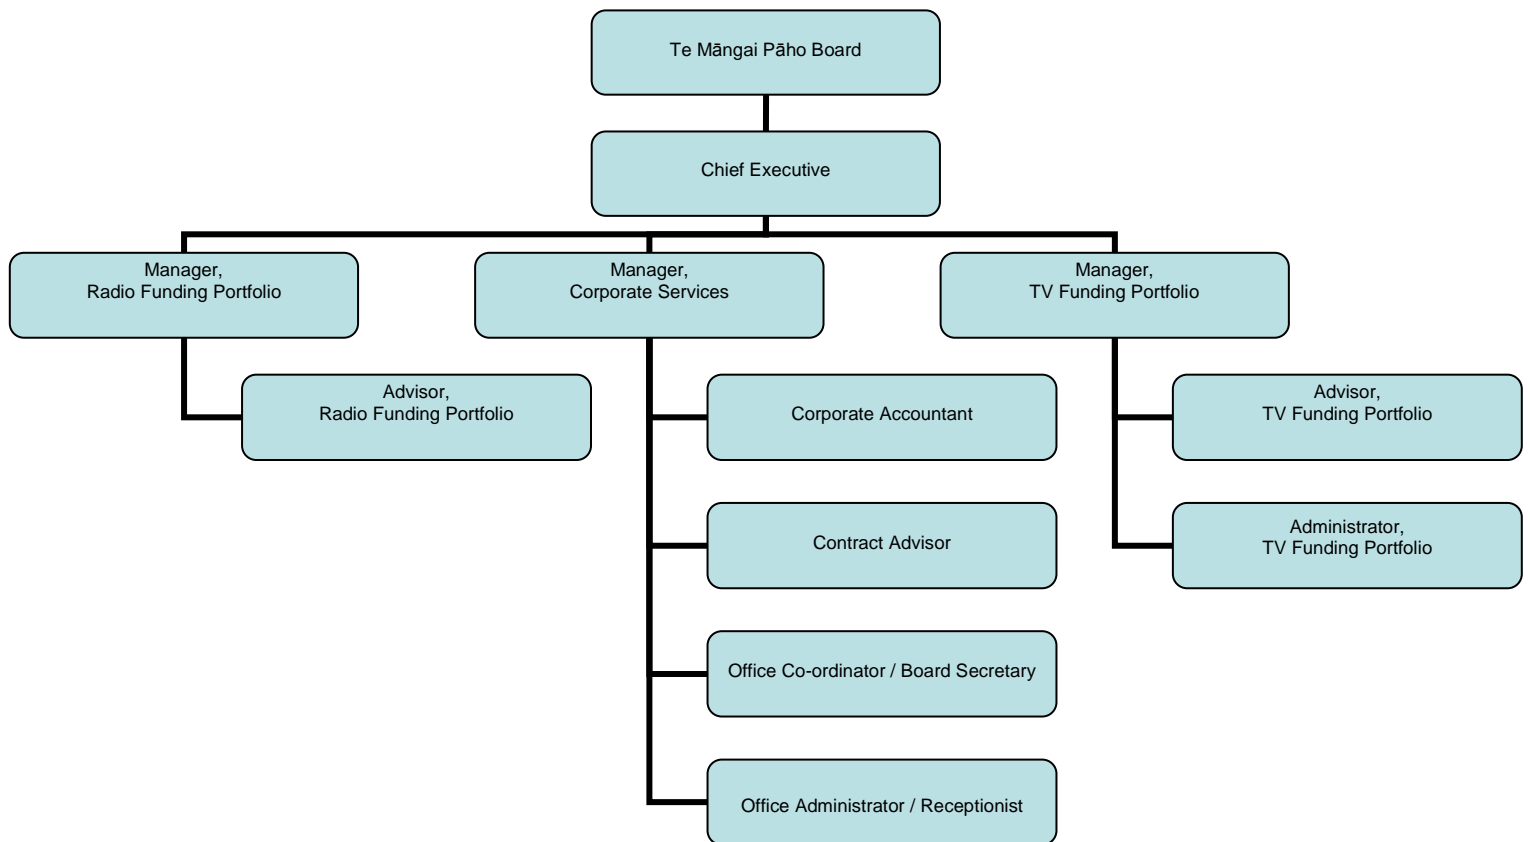 Te Māngai Pāho Board
Chief Executive
Manager,
Radio Funding Portfolio
Manager,
Corporate Services
Manager,
TV Funding Portfolio
Advisor,
Radio Funding Portfolio
Corporate Accountant
Advisor,
TV Funding Portfolio
Contract Advisor
Administrator,
TV Funding Portfolio
Office Co-ordinator / Board Secretary
Office Administrator / Receptionist